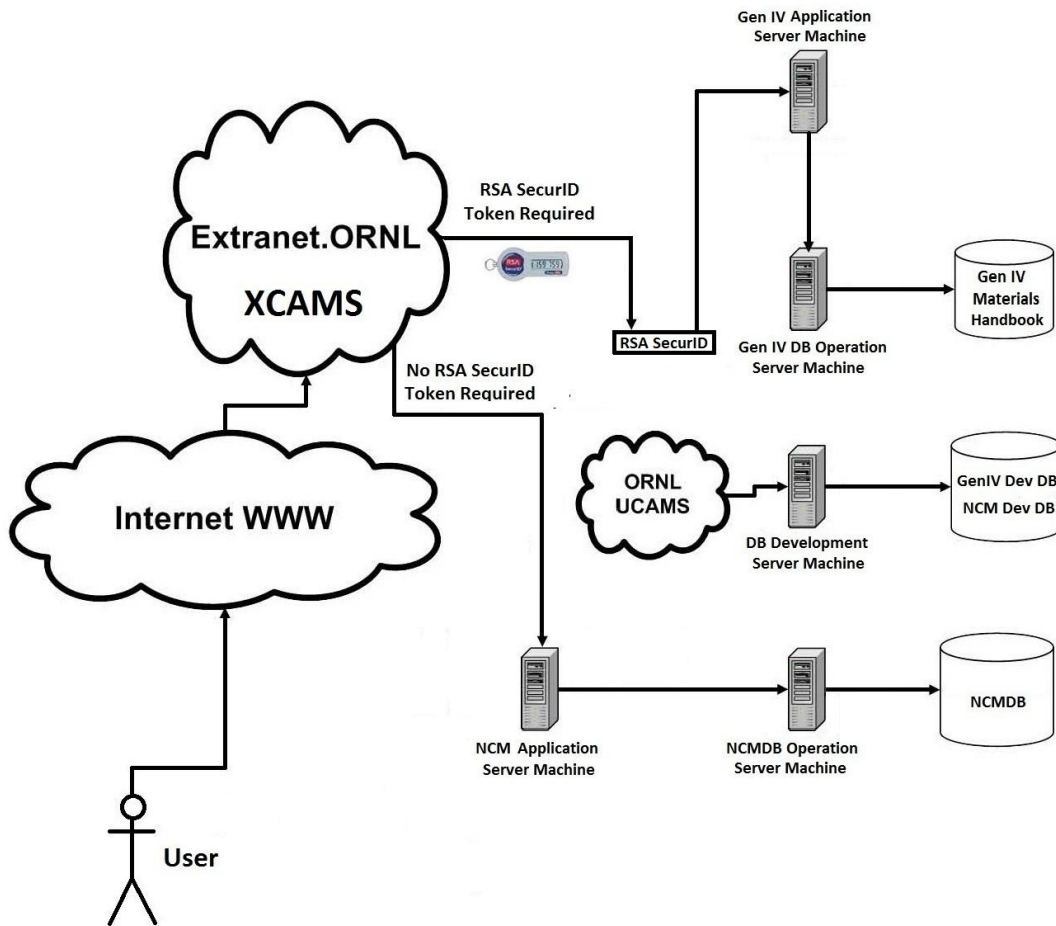 Gen IV Application
Server Machine
RSA SecurID
Token Required
Extranet.ORNL
XCAMS
RSA
SecurID
RSA SecurID
Gen IV
Materials
Handbook
Gen IV DB Operation
Server Machine
No RSA SecurID
Token Required
Internet WWW
ORNL
UCAMS
GenIV Dev DB
NCM Dev DB
DB Development
Server Machine
NCMDB
NCM Application
Server Machine
NCMDB Operation
Server Machine
User